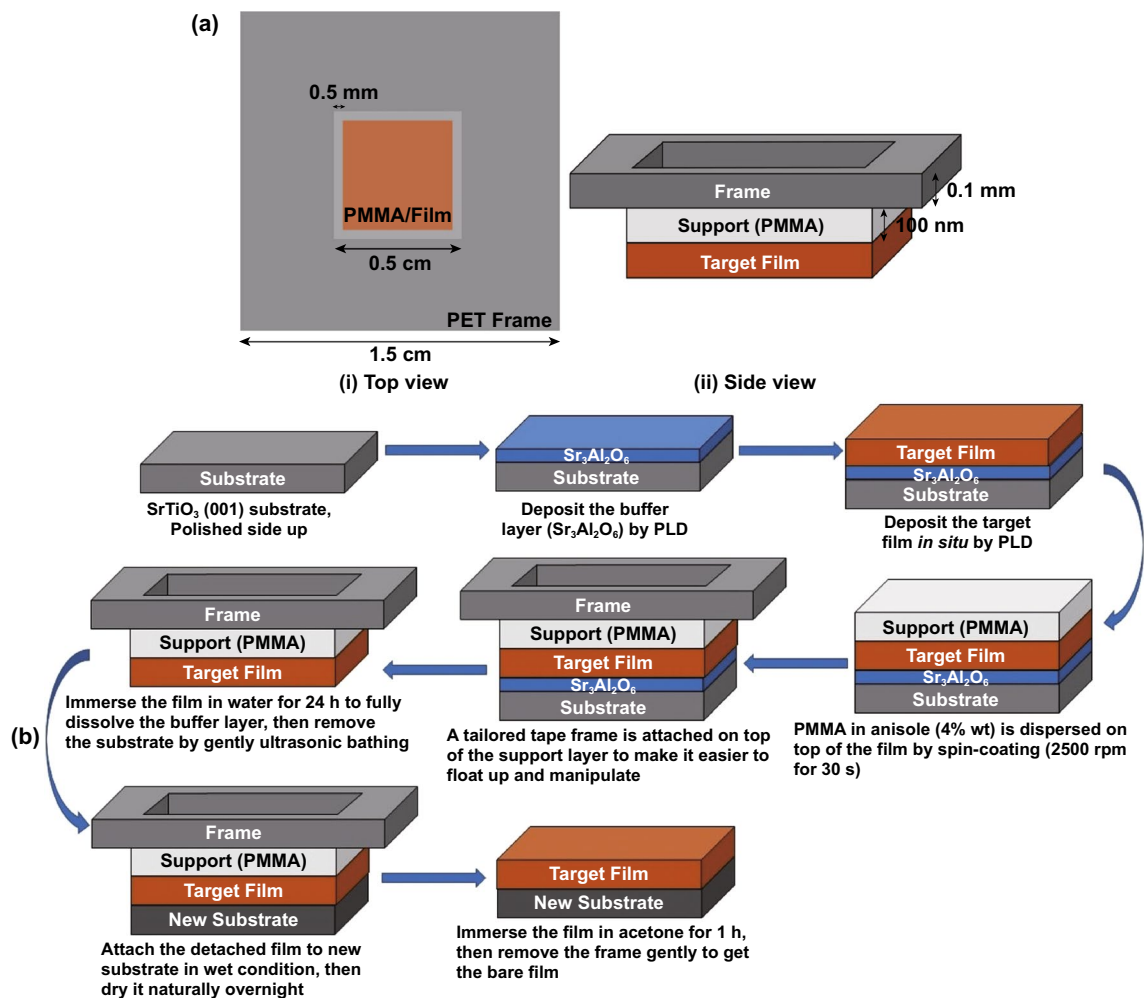 (a)
0.5 mm
PMMA/Film
0.5 cm
PET Frame
1.5 cm
(i) Top view
Frame
0.1 mm
Support (PMMA)
100 nm
Target Film
(ii) Side view
(b)
Substrate
SrTiO₃ (001) substrate,
Polished side up
Sr₃Al₂O₆
Substrate
Deposit the buffer
layer (Sr₃Al₂O₆) by PLD
Target Film
Sr₃Al₂O₆
Substrate
Deposit the target
film in situ by PLD
Support (PMMA)
Target Film
Sr₃Al₂O₆
Substrate
PMMA in anisole (4% wt) is dispersed on
top of the film by spin-coating (2500 rpm
for 30 s)
Frame
Support (PMMA)
Target Film
Sr₃Al₂O₆
Substrate
A tailored tape frame is attached on top
of the support layer to make it easier to
float up and manipulate
Frame
Support (PMMA)
Target Film
Immerse the film in water for 24 h to fully
dissolve the buffer layer, then remove
the substrate by gently ultrasonic bathing
Frame
Support (PMMA)
Target Film
New Substrate
Attach the detached film to new
substrate in wet condition, then
dry it naturally overnight
Target Film
New Substrate
Immerse the film in acetone for 1 h,
then remove the frame gently to get
the bare film